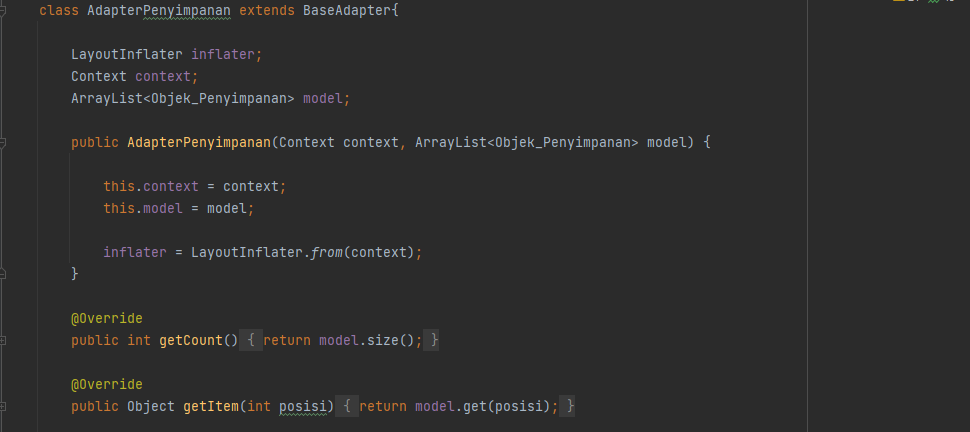 class AdapterPenyimpanan extends BaseAdapter{
LayoutInflater inflater;
Context context;
ArrayList<Objek_Penyimpanan> model;
public AdapterPenyimpanan(Context context, ArrayList<Objek_Penyimpanan> model) {
this.context = context;
this.model = model;
inflater = LayoutInflater.from(context);
}
@Override
public int getCount() { return model.size(); }
@Override
public Object getItem(int posisi) { return model.get(posisi); }